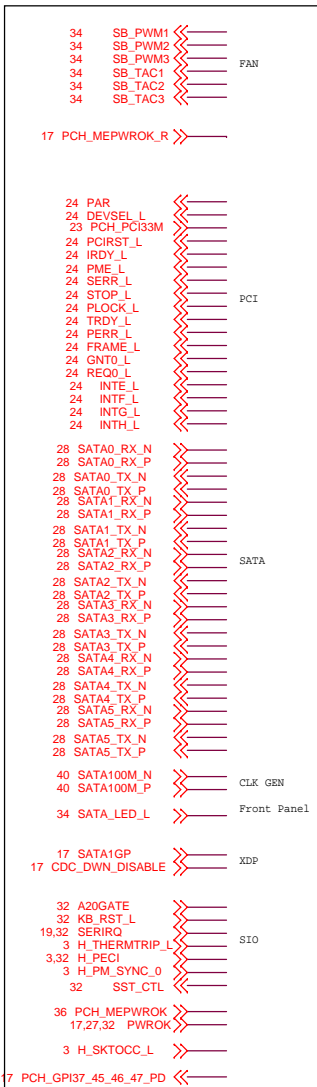 34 SB_PWM1
34 SB_PWM2
34 SB_PWM3 FAN
34 SB_TAC1
34 SB_TAC2
34 SB_TAC3
17 PCH_MEPWROK_R
24 PAR
24 DEVSEL_L
23 PCH_PCI33M
24 PCIRST_L
24 IRDY_L
24 PME_L
24 SERR_L
24 STOP_L PCI
24 PLOCK_L
24 TRDY_L
24 PERR_L
24 FRAME_L
24 GNT0_L
24 REQ0_L
24 INTE_L
24 INTF_L
24 INTG_L
24 INTH_L
28 SATA0_RX_N
28 SATA0_RX_P
28 SATA0_TX_N
28 SATA0_TX_P
28 SATA1_RX_N
28 SATA1_RX_P
28 SATA1_TX_N
28 SATA1_TX_P
28 SATA2_RX_N SATA
28 SATA2_RX_P
28 SATA2_TX_N
28 SATA2_TX_P
28 SATA3_RX_N
28 SATA3_RX_P
28 SATA3_TX_N
28 SATA3_TX_P
28 SATA4_RX_N
28 SATA4_RX_P
28 SATA4_TX_N
28 SATA4_TX_P
28 SATA5_RX_N
28 SATA5_RX_P
28 SATA5_TX_N
28 SATA5_TX_P
40 SATA100M_N CLK GEN
40 SATA100M_P
34 SATA_LED_L Front Panel
17 SATA1GP XDP
17 CDC_DWN_DISABLE
32 A20GATE
32 KB_RST_L
19,32 SERIRQ SIO
3 H_THERMTRIP_L
3,32 H_PECI
3 H_PM_SYNC_0
32 SST_CTL
36 PCH_MEPWROK
17,27,32 PWROK
3 H_SKTOCC_L
17 PCH_GPI37_45_46_47_PD